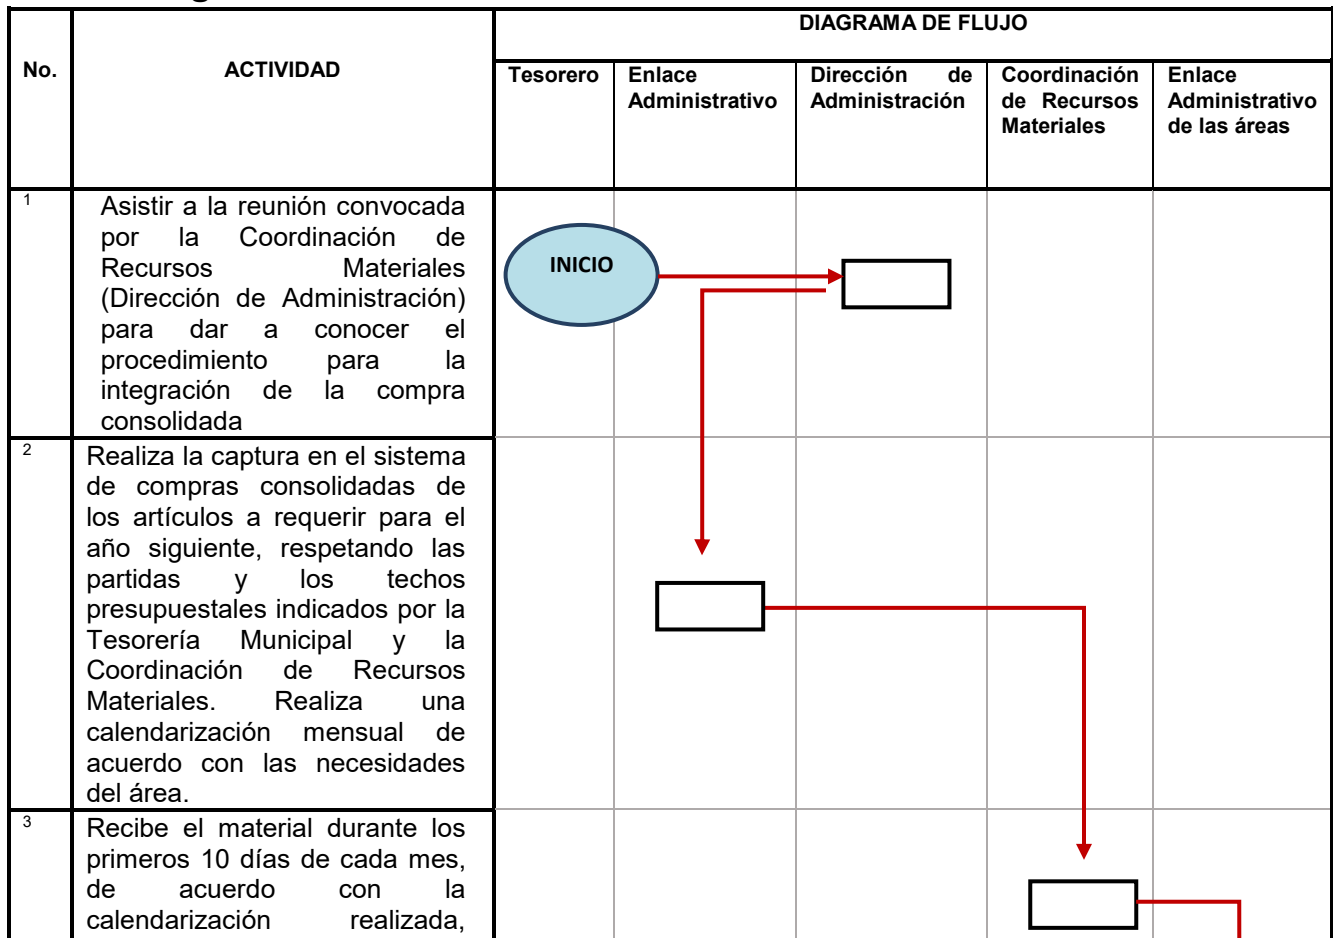 DIAGRAMA DE FLUJO
No.
ACTIVIDAD
Tesorero
Enlace
Administrativo
Dirección de
Administración
Coordinación
de Recursos
Materiales
Enlace
Administrativo
de las áreas
1
Asistir a la reunión convocada
por la Coordinación de
Recursos Materiales
(Dirección de Administración)
para dar a conocer el
procedimiento para la
integración de la compra
consolidada
INICIO
2
Realiza la captura en el sistema
de compras consolidadas de
los artículos a requerir para el
año siguiente, respetando las
partidas y los techos
presupuestales indicados por la
Tesorería Municipal y la
Coordinación de Recursos
Materiales. Realiza una
calendarización mensual de
acuerdo con las necesidades
del área.
3
Recibe el material durante los
primeros 10 días de cada mes,
de acuerdo con la
calendarización realizada,